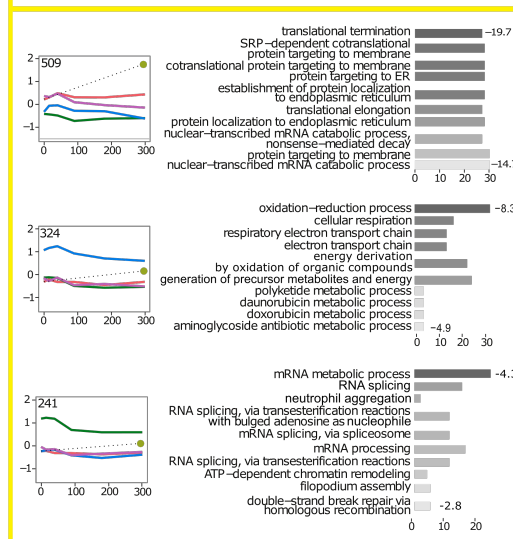 translational termination
−19.7
SRP−dependent cotranslational
protein targeting to membrane
cotranslational protein targeting to membrane
protein targeting to ER
establishment of protein localization
to endoplasmic reticulum
translational elongation
protein localization to endoplasmic reticulum
nuclear−transcribed mRNA catabolic process,
nonsense−mediated decay
protein targeting to membrane
nuclear−transcribed mRNA catabolic process
−14.7
0 10 20 30
509
2
1
0
−1
0 100 200 300
oxidation−reduction process
−8.3
cellular respiration
respiratory electron transport chain
electron transport chain
energy derivation
by oxidation of organic compounds
generation of precursor metabolites and energy
polyketide metabolic process
daunorubicin metabolic process
doxorubicin metabolic process
aminoglycoside antibiotic metabolic process
−4.9
0 10 20 30
324
2
1
0
−1
0 100 200 300
mRNA metabolic process
RNA splicing
neutrophil aggregation
RNA splicing, via transesterification reactions
with bulged adenosine as nucleophile
mRNA splicing, via spliceosome
mRNA processing
RNA splicing, via transesterification reactions
ATP−dependent chromatin remodeling
filopodium assembly
double−strand break repair via
homologous recombination
-2.8
0 10 20
241
2
1
0
−1
0 100 200 300